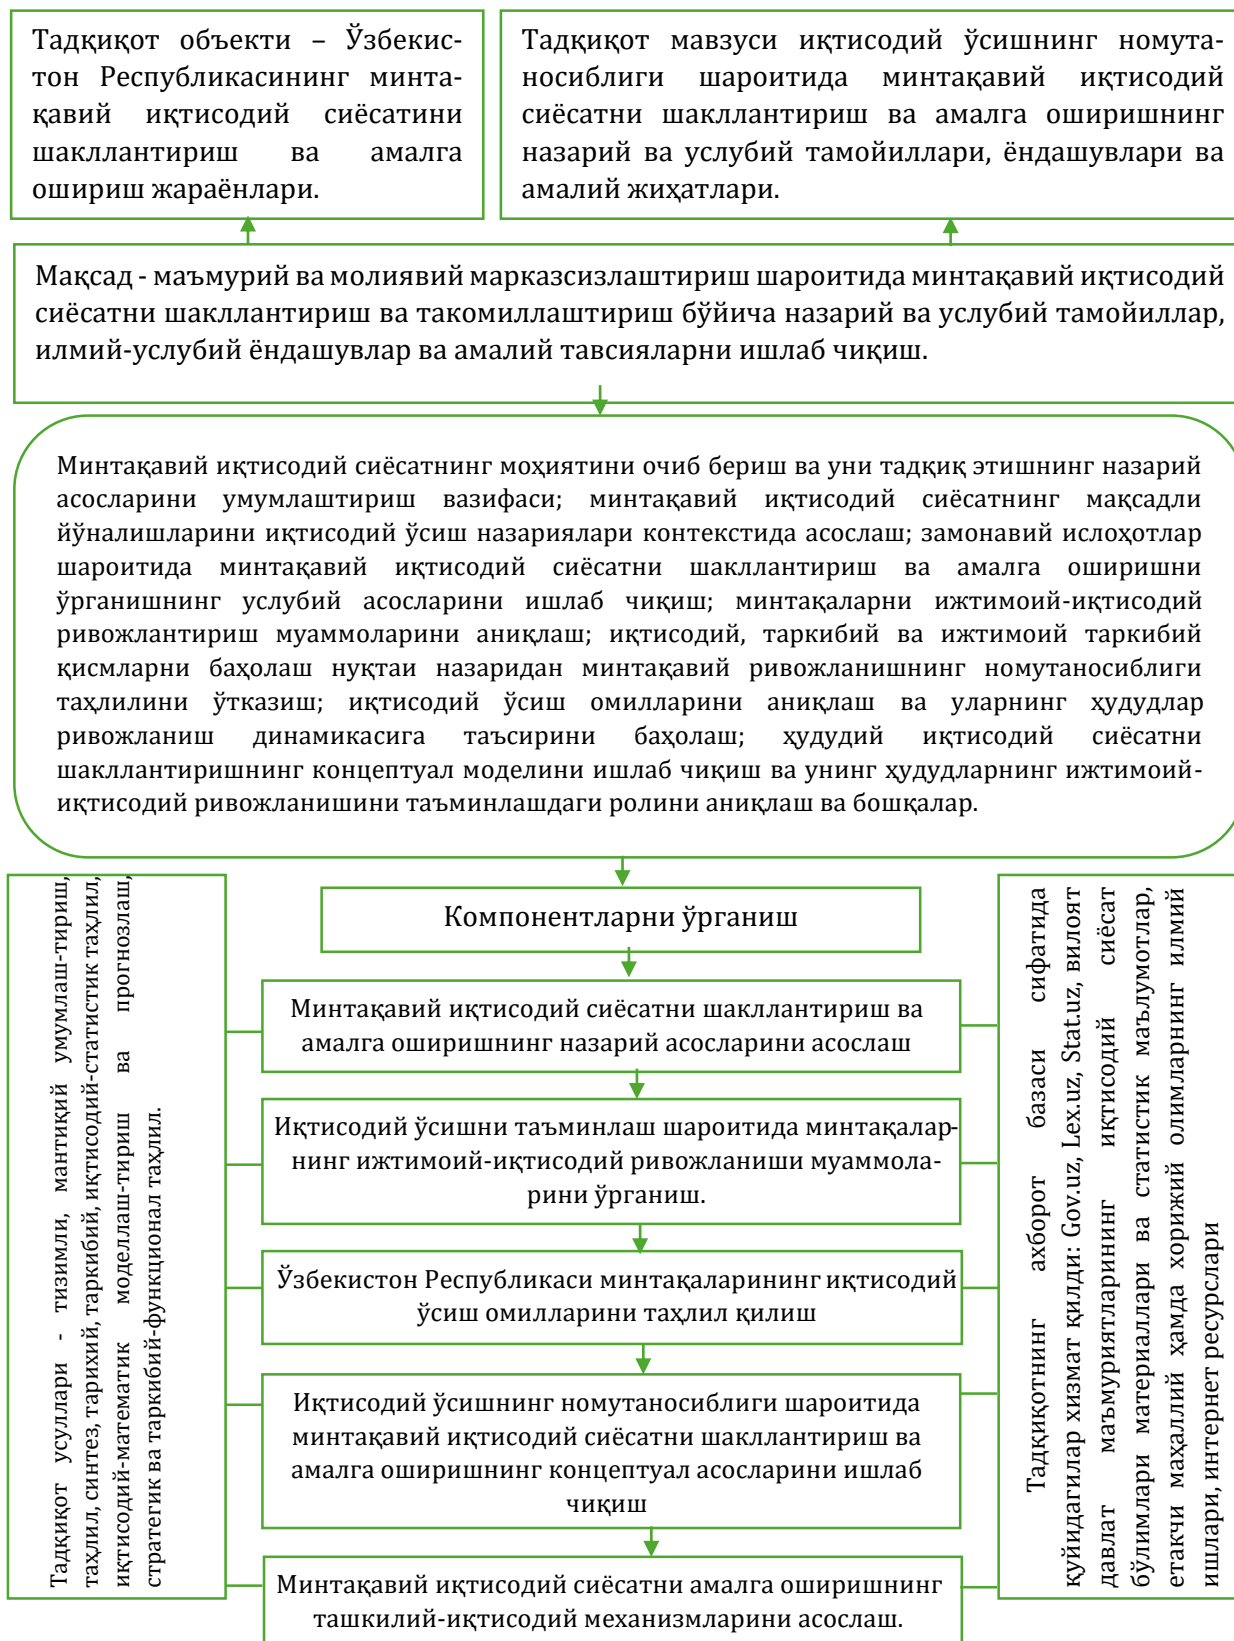 Тадқиқот объекти – Ўзбекис-
тон Республикасининг минта-
қавий иқтисодий сиёсатини
шакллантириш ва амалга
ошириш жараёнлари.
Тадқиқот мавзуси иқтисодий ўсишнинг номута-
носиблиги шароитида минтақавий иқтисодий
сиёсатни шакллантириш ва амалга оширишнинг
назарий ва услубий тамойиллари, ёндашувлари ва
амалий жиҳатлари.
Мақсад - маъмурий ва молиявий марказсизлаштириш шароитида минтақавий иқтисодий
сиёсатни шакллантириш ва такомиллаштириш бўйича назарий ва услубий тамойиллар,
илмий-услубий ёндашувлар ва амалий тавсияларни ишлаб чиқиш.
Минтақавий иқтисодий сиёсатнинг моҳиятини очиб бериш ва уни тадқиқ этишнинг назарий
асосларини умумлаштириш вазифаси; минтақавий иқтисодий сиёсатнинг мақсадли
йўналишларини иқтисодий ўсиш назариялари контекстида асослаш; замонавий ислоҳотлар
шароитида минтақавий иқтисодий сиёсатни шакллантириш ва амалга оширишни
ўрганишнинг услубий асосларини ишлаб чиқиш; минтақаларни ижтимоий-иқтисодий
ривожлантириш муаммоларини аниқлаш; иқтисодий, таркибий ва ижтимоий таркибий
қисмларни баҳолаш нуқтаи назаридан минтақавий ривожланишнинг номутаносиблиги
таҳлилини ўтказиш; иқтисодий ўсиш омилларини аниқлаш ва уларнинг ҳудудлар
ривожланиш динамикасига таъсирини баҳолаш; ҳудудий иқтисодий сиёсатни
шакллантиришнинг концептуал моделини ишлаб чиқиш ва унинг ҳудудларнинг ижтимоий-
иқтисодий ривожланишини таъминлашдаги ролини аниқлаш ва бошқалар.
Тадқиқот усуллари - тизимли, мантиқий умумлаш-тириш,
таҳлил, синтез, тарихий, таркибий, иқтисодий-статистик таҳлил,
иқтисодий-математик моделлаш-тириш ва прогнозлаш,
стратегик ва таркибий-функционал таҳлил.
Компонентларни ўрганиш
Минтақавий иқтисодий сиёсатни шакллантириш ва
амалга оширишнинг назарий асосларини асослаш
Иқтисодий ўсишни таъминлаш шароитида минтақалар-
нинг ижтимоий-иқтисодий ривожланиши муаммола-
рини ўрганиш.
Ўзбекистон Республикаси минтақаларининг иқтисодий
ўсиш омилларини таҳлил қилиш
Иқтисодий ўсишнинг номутаносиблиги шароитида
минтақавий иқтисодий сиёсатни шакллантириш ва
амалга оширишнинг концептуал асосларини ишлаб
чиқиш
Минтақавий иқтисодий сиёсатни амалга оширишнинг
ташкилий-иқтисодий механизмларини асослаш.
Тадқиқотнинг ахборот базаси сифатида
қуйидагилар хизмат қилди: Gov.uz, Lex.uz, Stat.uz, вилоят
давлат маъмуриятларининг иқтисодий сиёсат
бўлимлари материаллари ва статистик маълумотлар,
етакчи маҳаллий ҳамда хорижий олимларнинг илмий
ишлари, интернет ресурслари